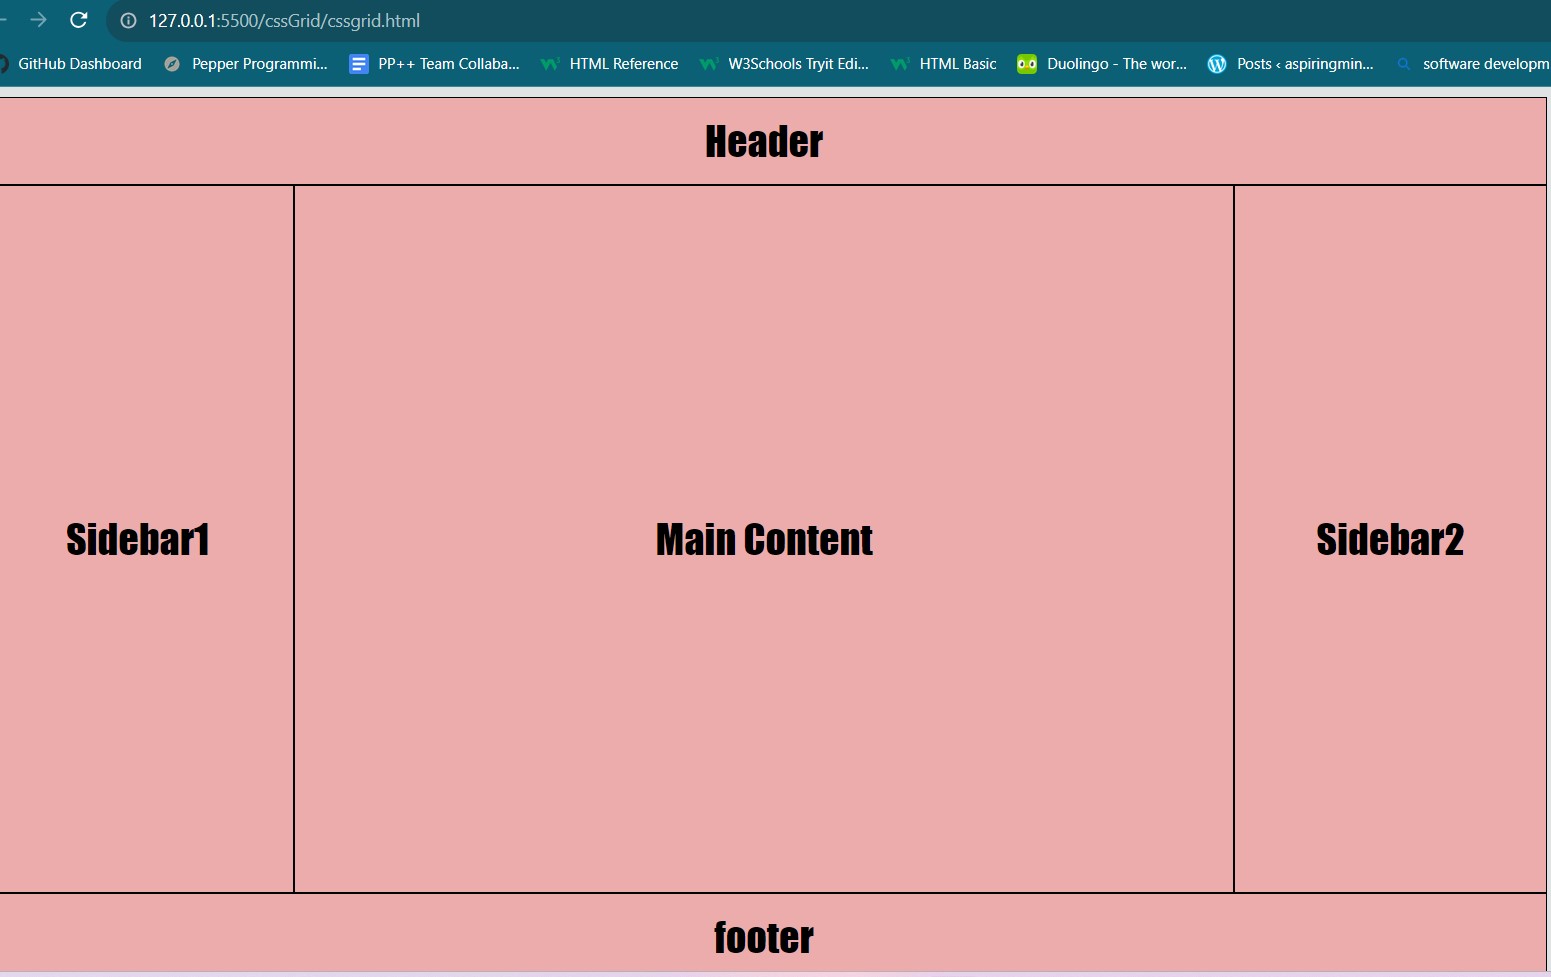 127.0.0.1:5500/cssGrid/cssgrid.html
GitHub Dashboard Pepper Programmi... PP++ Team Collaba... HTML Reference W3Schools Tryit Edi... HTML Basic Duolingo - The wor... Posts ‹ aspiringmin... software developm
Header
Sidebar1 Main Content Sidebar2
footer